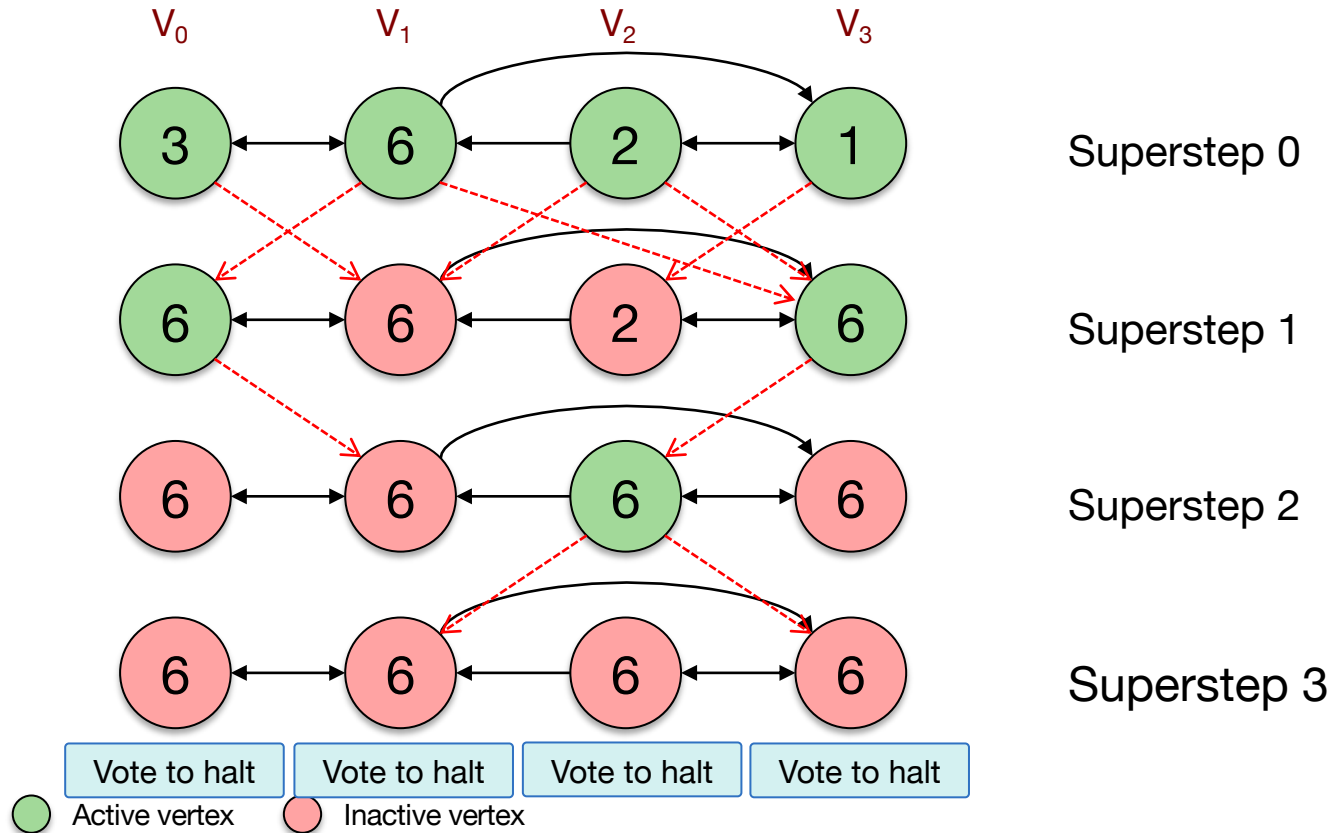 V₀ V₁ V₂ V₃
3 6 2 1 Superstep 0
6 6 2 6 Superstep 1
6 6 6 6 Superstep 2
6 6 6 6 Superstep 3
Vote to halt Vote to halt Vote to halt Vote to halt
Active vertex Inactive vertex